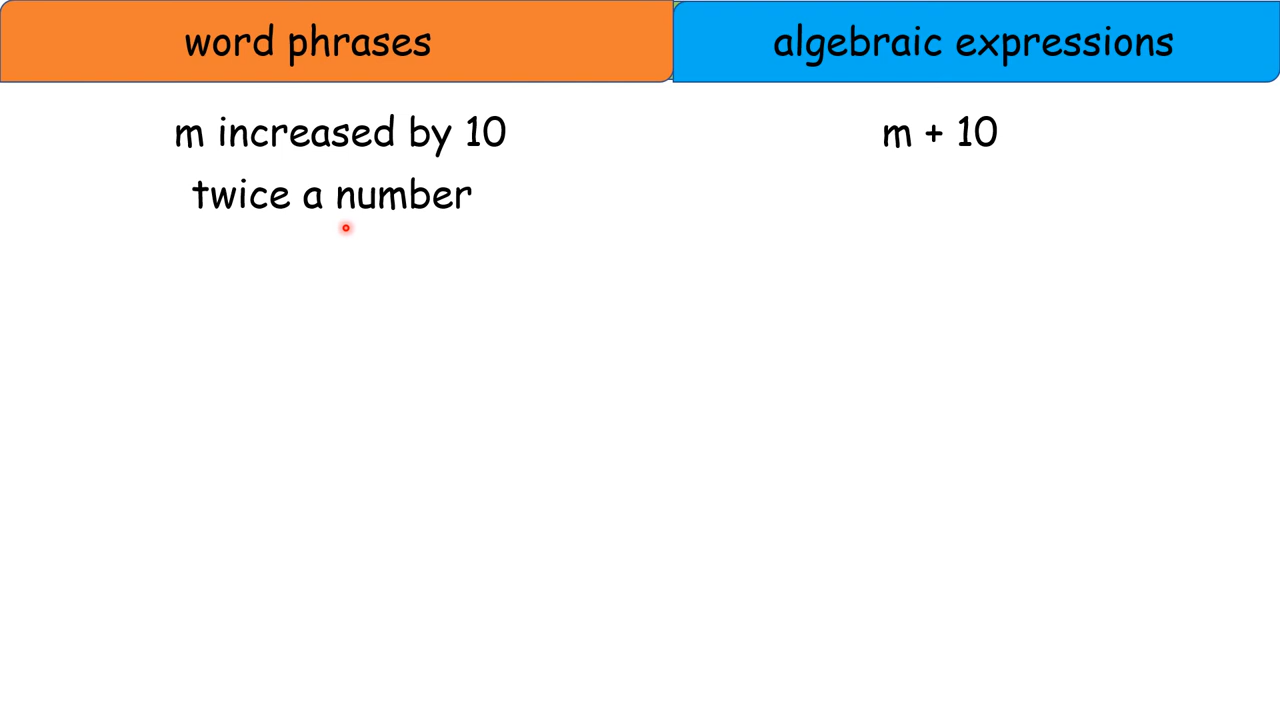 word phrases algebraic expressions
m increased by 10 m + 10
twice a number